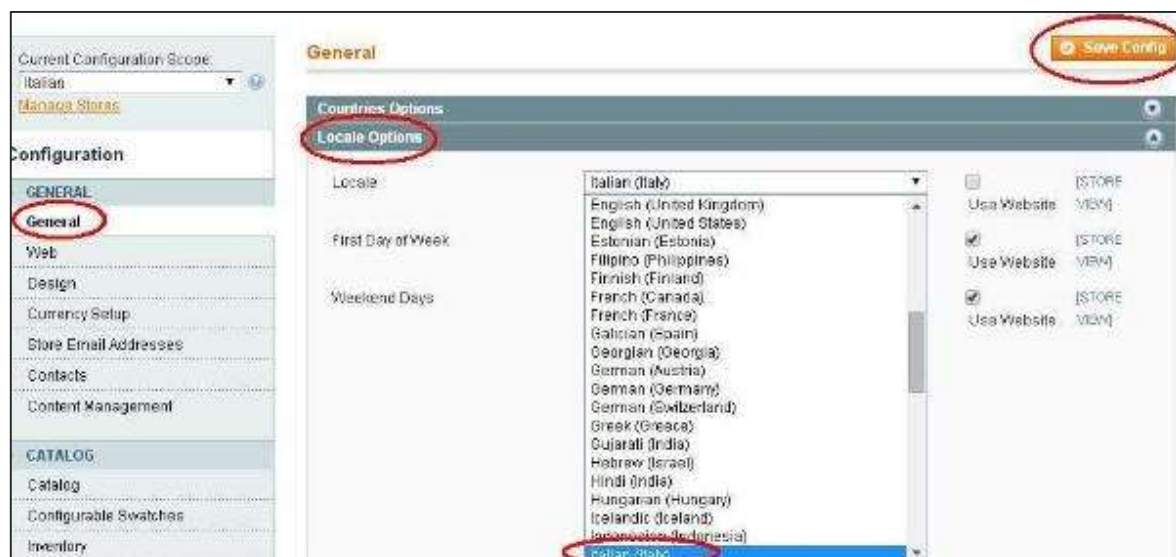 Current Configuration Scope:
Italian
Manage Stores
Configuration
GENERAL
General
Web
Design
Currency Setup
Store Email Addresses
Contacts
Content Management
CATALOG
Catalog
Configurable Swatches
Inventory
General
Save Config
Countries Options
Locale Options
Locale
Italian (Italy)
Use Website
[STORE VIEW]
English (United Kingdom)
English (United States)
Estonian (Estonia)
Filipino (Philippines)
Finnish (Finland)
French (Canada)
French (France)
Galician (Spain)
Georgian (Georgia)
German (Austria)
German (Germany)
German (Switzerland)
Greek (Greece)
Gujarati (India)
Hebrew (Israel)
Hindi (India)
Hungarian (Hungary)
Icelandic (Iceland)
Indonesian (Indonesia)
Italian (Italy)
First Day of Week
Use Website
[STORE VIEW]
Weekend Days
Use Website
[STORE VIEW]